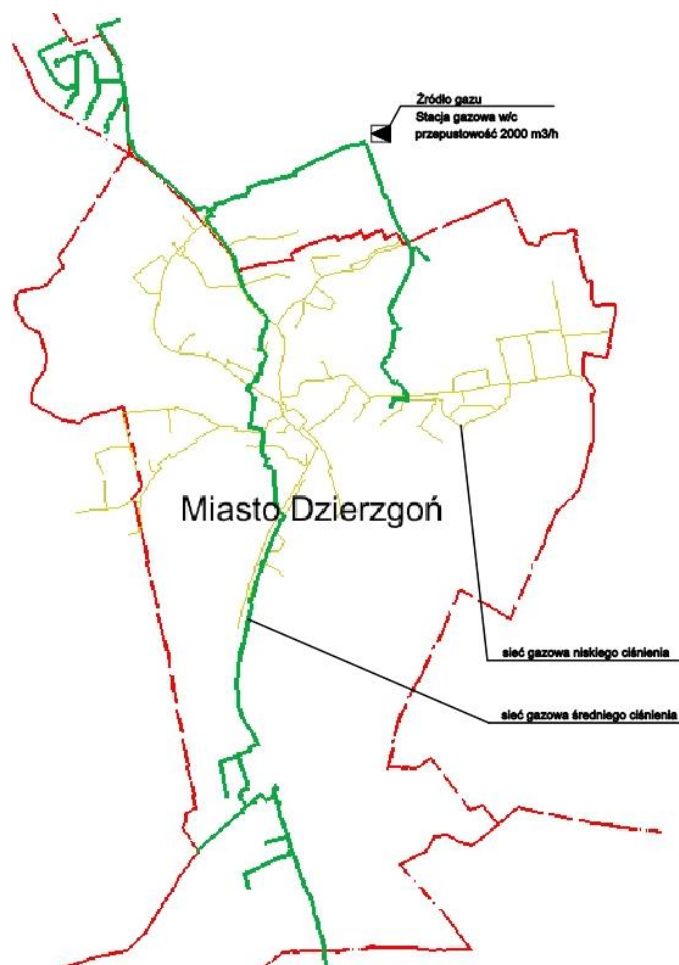 Źródło gazu
Stacja gazowa w/c
przepustowość 2000 m3/h
Miasto Dzierzgoń
sieć gazowa niskiego ciśnienia
sieć gazowa średniego ciśnienia